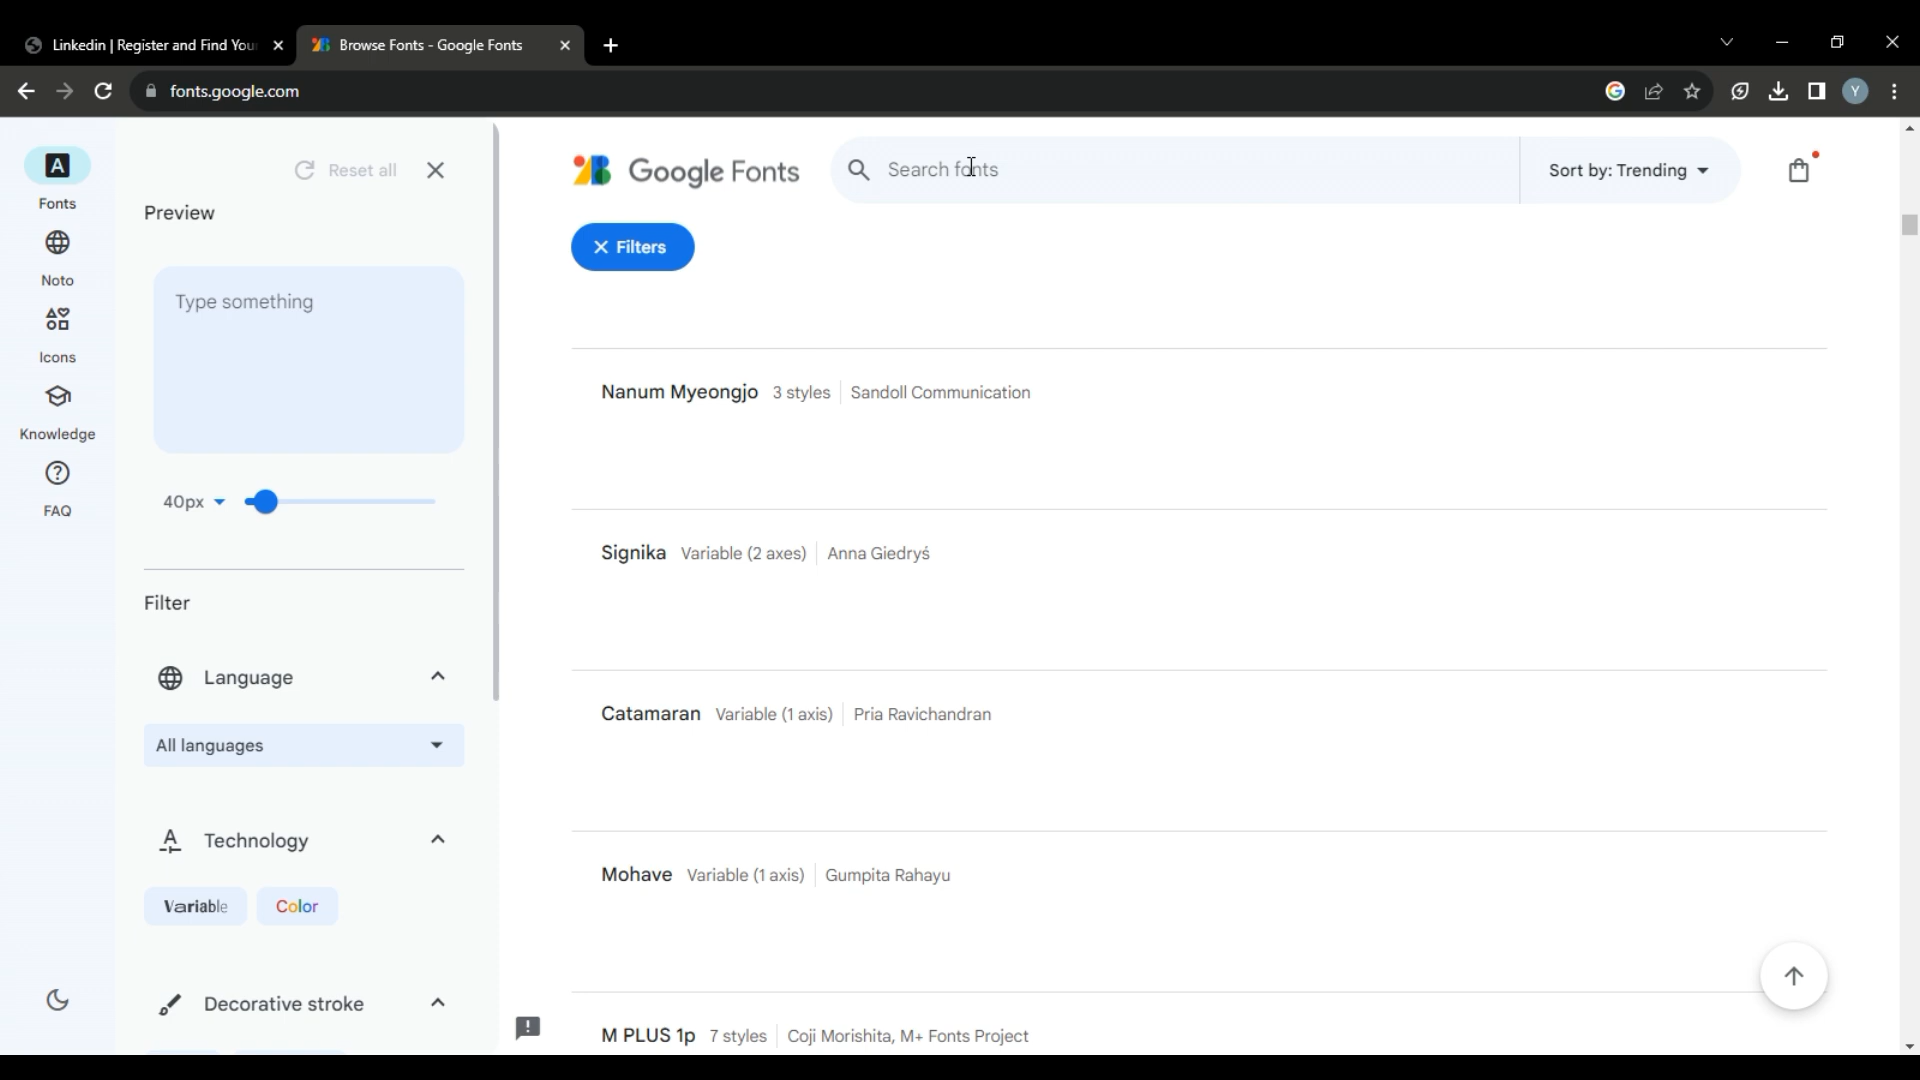 Linkedin | Register and Find You
Browse Fonts - Google Fonts
fonts.google.com
Y
A
Fonts
Noto
Icons
Knowledge
FAQ
Reset all
Preview
Type something
40px
Filter
Language
All languages
Technology
Variable
Color
Decorative stroke
Google Fonts
Search fonts
Sort by: Trending
Filters
Nanum Myeongjo 3 styles Sandoll Communication
Signika Variable (2 axes) Anna Giedryś
Catamaran Variable (1 axis) Pria Ravichandran
Mohave Variable (1 axis) Gumpita Rahayu
M PLUS 1p 7 styles Coji Morishita, M+ Fonts Project